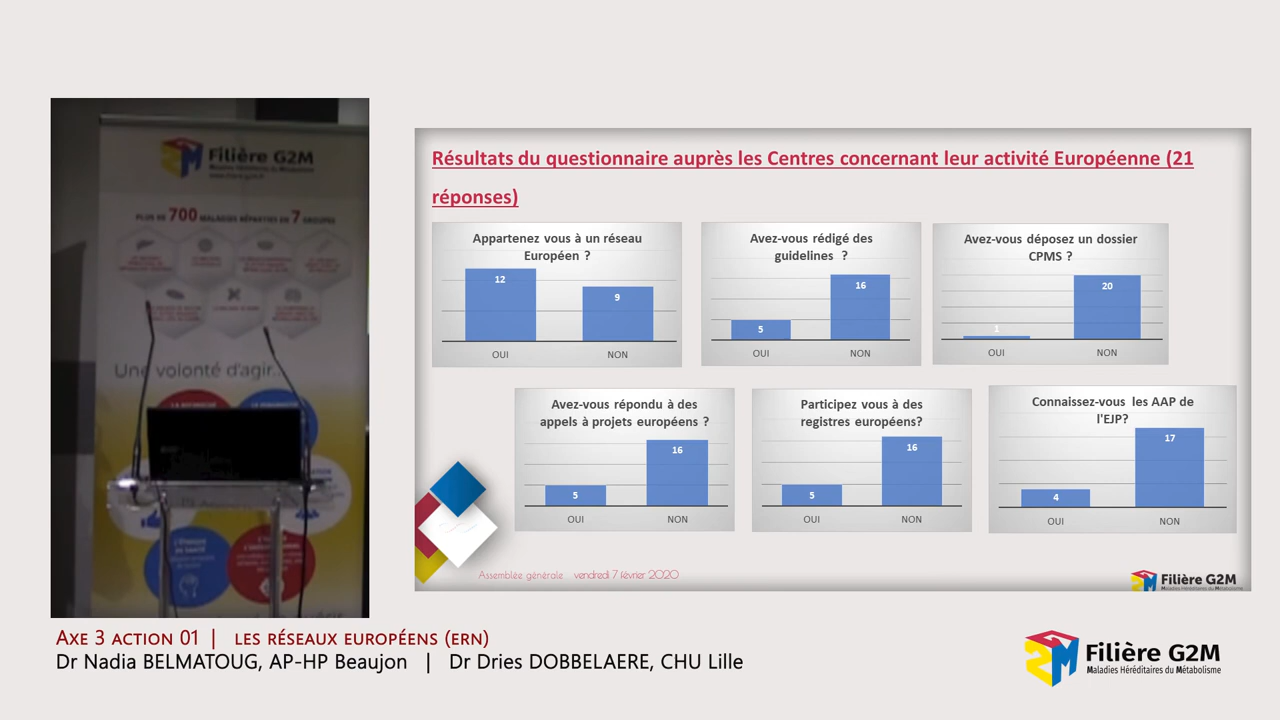 Filière G2M
PLUS DE 700 MALADIES RÉPARTIES EN 7 GROUPES
Une volonté d'agir...
Résultats du questionnaire auprès les Centres concernant leur activité Européenne (21
réponses)
Appartenez vous à un réseau
Européen ?
12
9
OUI
NON
Avez-vous rédigé des
guidelines ?
5
16
OUI
NON
Avez-vous déposez un dossier
CPMS ?
1
20
OUI
NON
Avez-vous répondu à des
appels à projets européens ?
5
16
OUI
NON
Participez vous à des
registres européens?
5
16
OUI
NON
Connaissez-vous les AAP de
l'EJP?
4
17
OUI
NON
Assemblée générale vendredi 7 février 2020
Filière G2M
Maladies Héréditaires du Métabolisme
AXE 3 ACTION 01 | LES RÉSEAUX EUROPÉENS (ERN)
Dr Nadia BELMATOUG, AP-HP Beaujon | Dr Dries DOBBELAERE, CHU Lille
Filière G2M
Maladies Héréditaires du Métabolisme